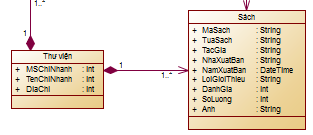 1..*
1
Thư viện
+ MSChiNhanh : Int
+ TenChiNhanh : Int
+ DiaChi : Int
1
1..*
Sách
+ MaSach : String
+ TuaSach : String
+ TacGia : String
+ NhaXuatBan : String
+ NamXuatBan : DateTime
+ LoiGioiThieu : String
+ DanhGia : Int
+ SoLuong : Int
+ Anh : String